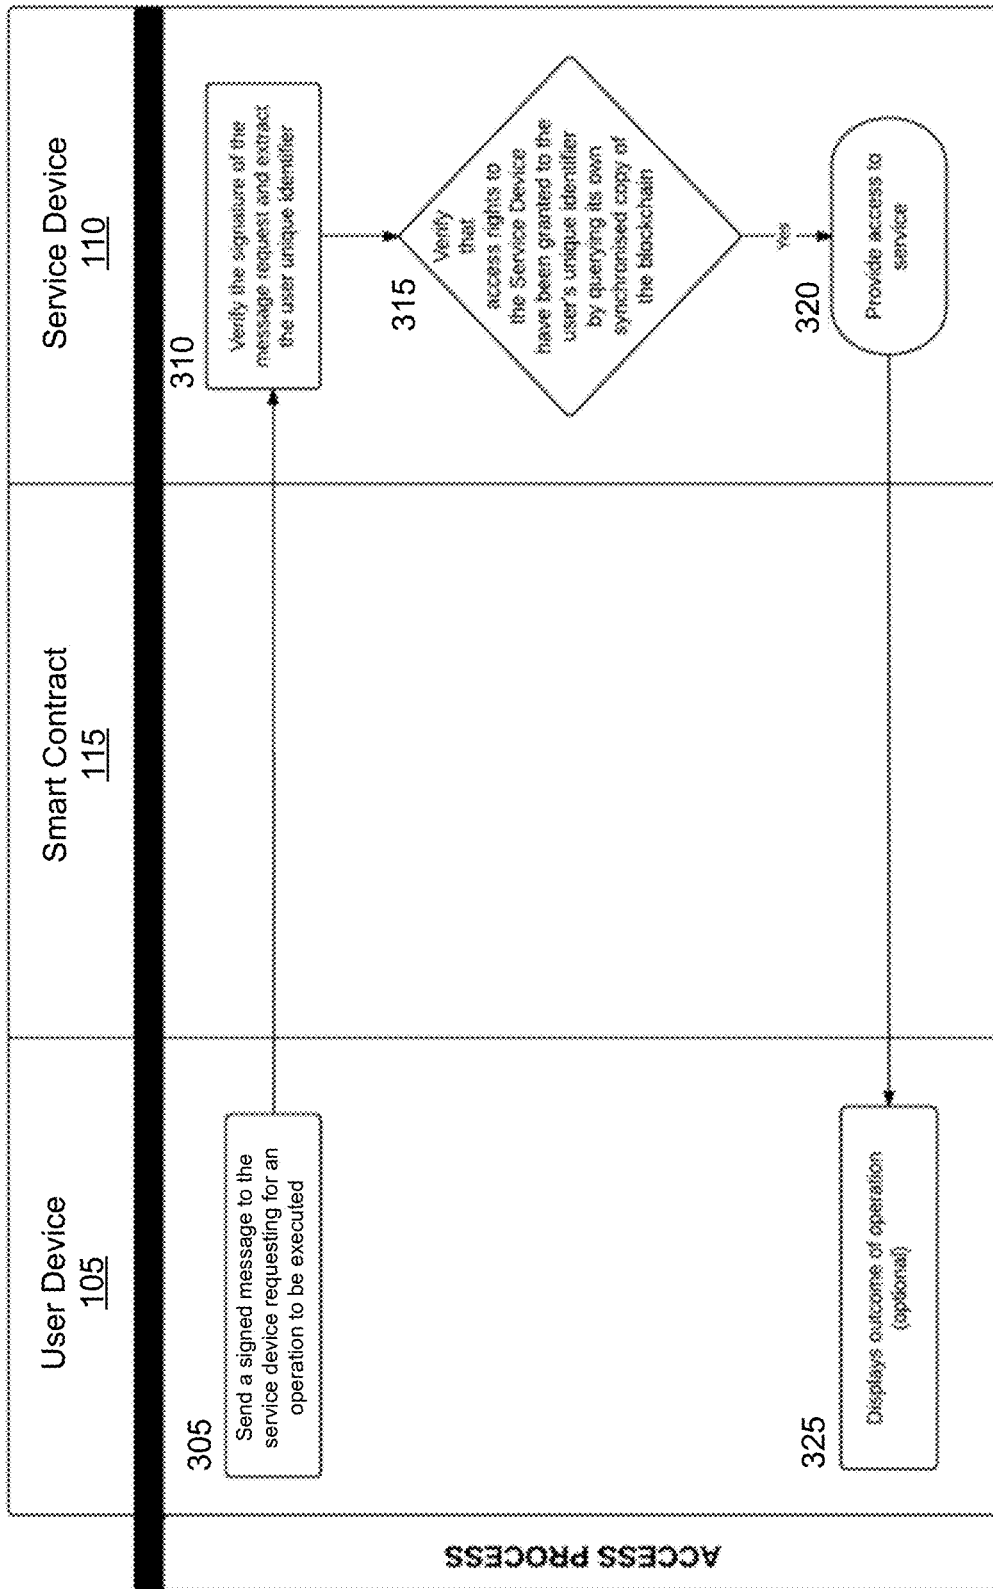 User Device
105
Smart Contract
115
Service Device
110
ACCESS PROCESS
305
Send a signed message to the
service device requesting for an
operation to be executed
310
Verify the signature of the
message request and extract
the user unique identifier
315
Verify
that
access rights to
the Service Device
have been granted to the
user's unique identifier
by querying its own
synchronised copy of
the blockchain
Yes
320
Provide access to
service
325
Displays outcome of operation
(optional)